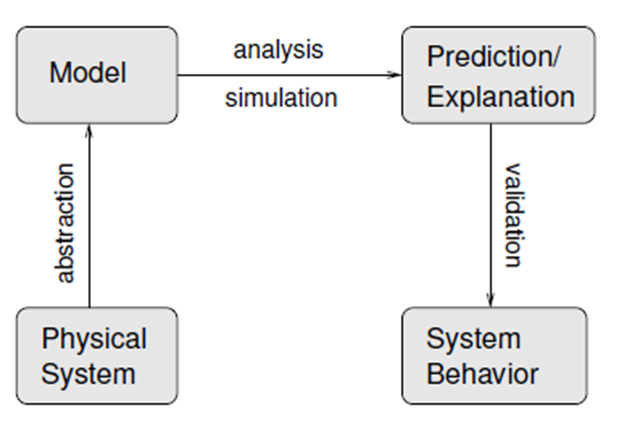 Model
analysis
simulation
Prediction/
Explanation
abstraction
validation
Physical
System
System
Behavior